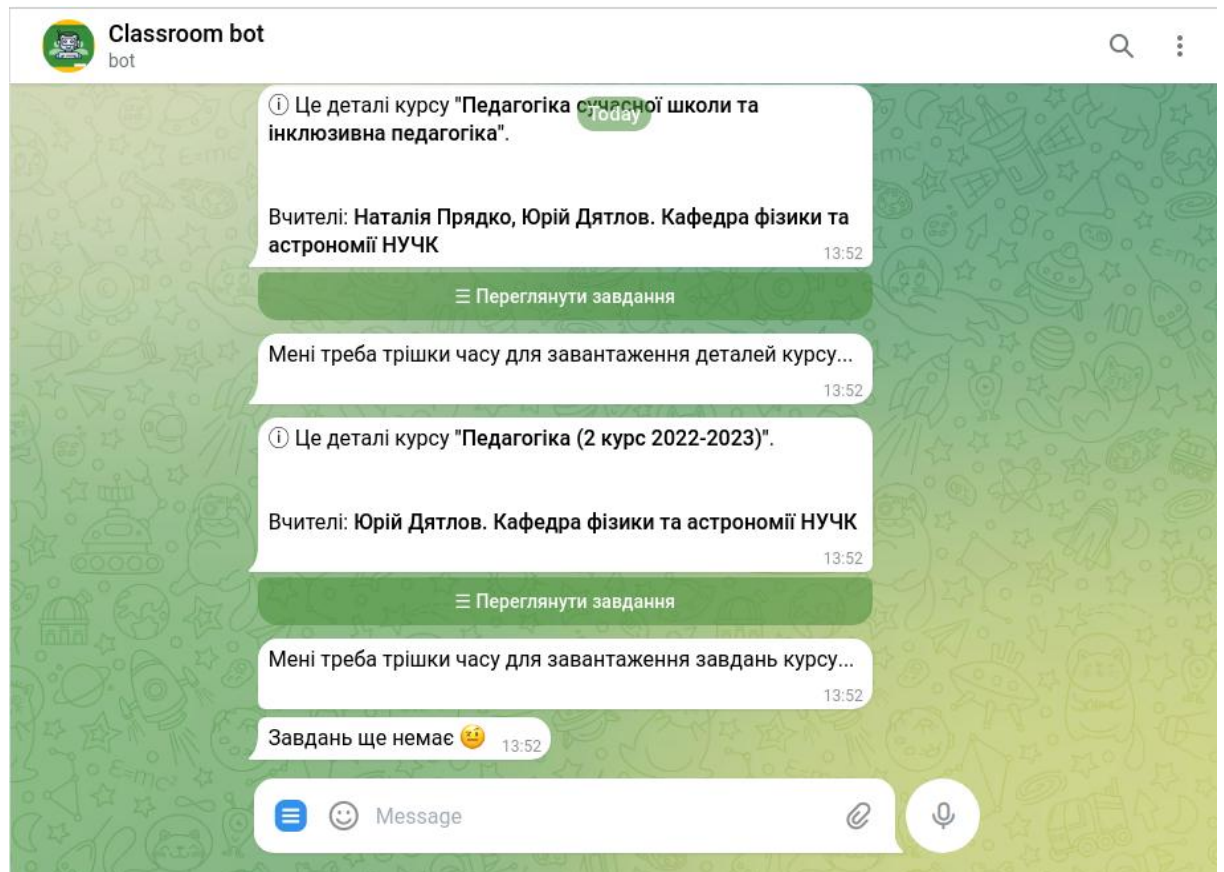 Classroom bot
bot
ⓘ Це деталі курсу "Педагогіка сучасної школи та
Today
інклюзивна педагогіка".
Вчителі: Наталія Прядко, Юрій Дятлов. Кафедра фізики та
астрономії НУЧК
13:52
☰ Переглянути завдання
Мені треба трішки часу для завантаження деталей курсу...
13:52
ⓘ Це деталі курсу "Педагогіка (2 курс 2022-2023)".
Вчителі: Юрій Дятлов. Кафедра фізики та астрономії НУЧК
13:52
☰ Переглянути завдання
Мені треба трішки часу для завантаження завдань курсу...
13:52
Завдань ще немає 🤨 13:52
Message